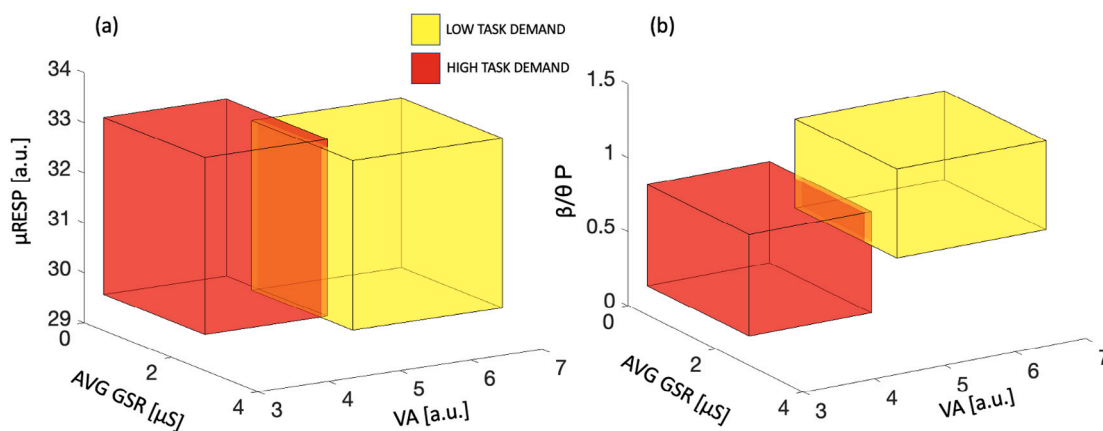 (a)
LOW TASK DEMAND
HIGH TASK DEMAND
(b)
34
33
32
31
30
29
µRESP [a.u.]
0
2
4
AVG GSR [µS]
3
4
5
6
7
VA [a.u.]
1.5
1
0.5
0
β/θ P
0
2
4
AVG GSR [µS]
3
4
5
6
7
VA [a.u.]